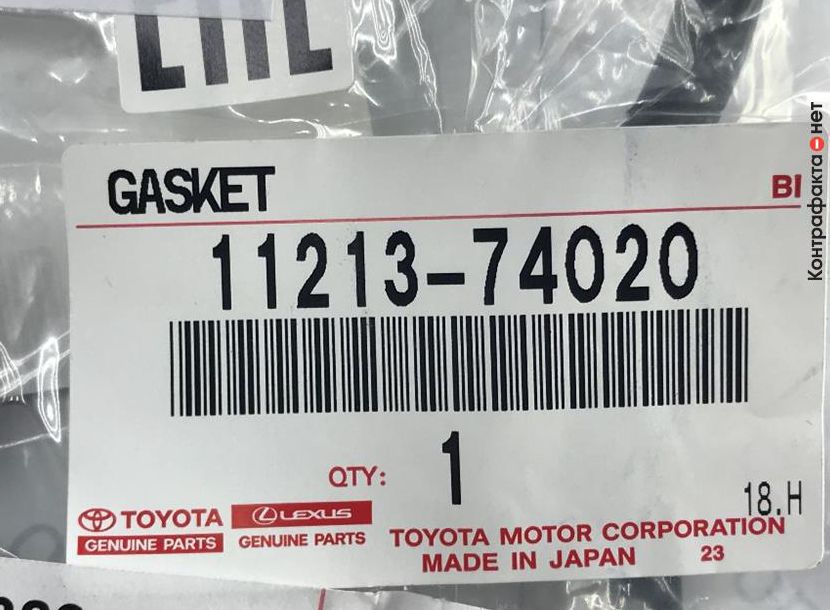 GASKET
BI
11213-74020
QTY: 1
18.H
TOYOTA
GENUINE PARTS
LEXUS
GENUINE PARTS
TOYOTA MOTOR CORPORATION
MADE IN JAPAN 23
Контрафакта нет